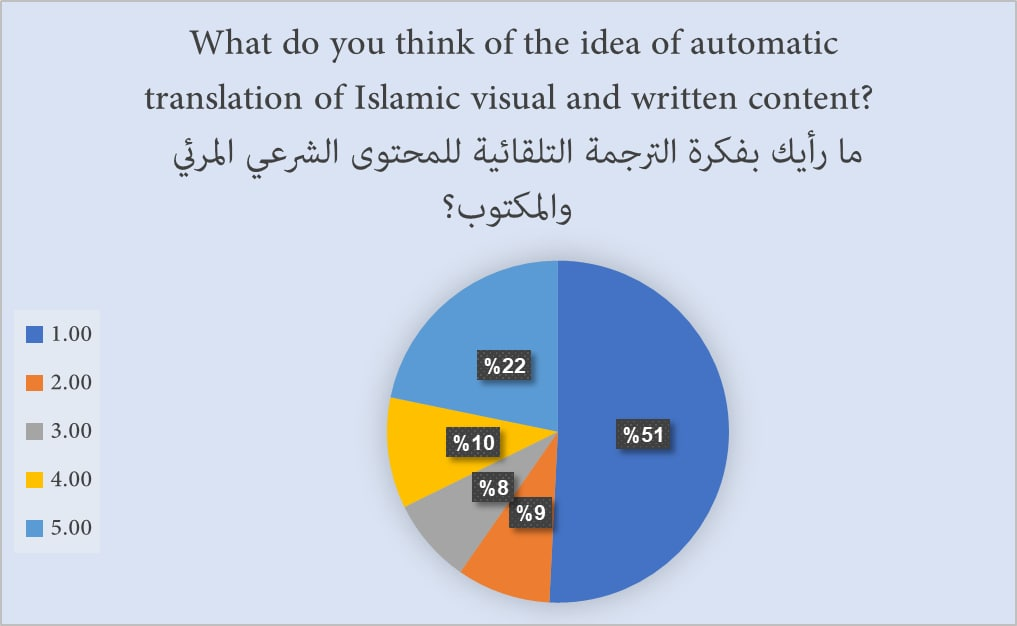 What do you think of the idea of automatic
translation of Islamic visual and written content?
ما رأيك بفكرة الترجمة التلقائية للمحتوى الشرعي المرئي
والمكتوب؟
1.00
2.00
3.00
4.00
5.00
%22
%51
%10
%8
%9